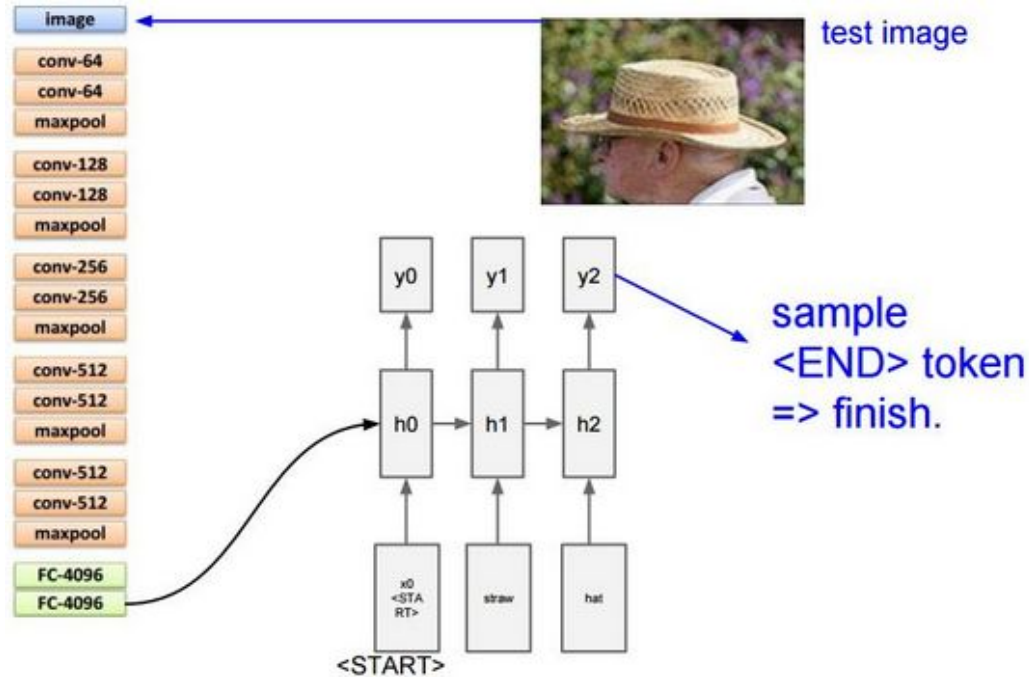 image
conv-64
conv-64
maxpool
conv-128
conv-128
maxpool
conv-256
conv-256
maxpool
conv-512
conv-512
maxpool
conv-512
conv-512
maxpool
FC-4096
FC-4096
test image
y0
y1
y2
sample
<END> token
=> finish.
h0
h1
h2
x0
<STA
RT>
straw
hat
<START>